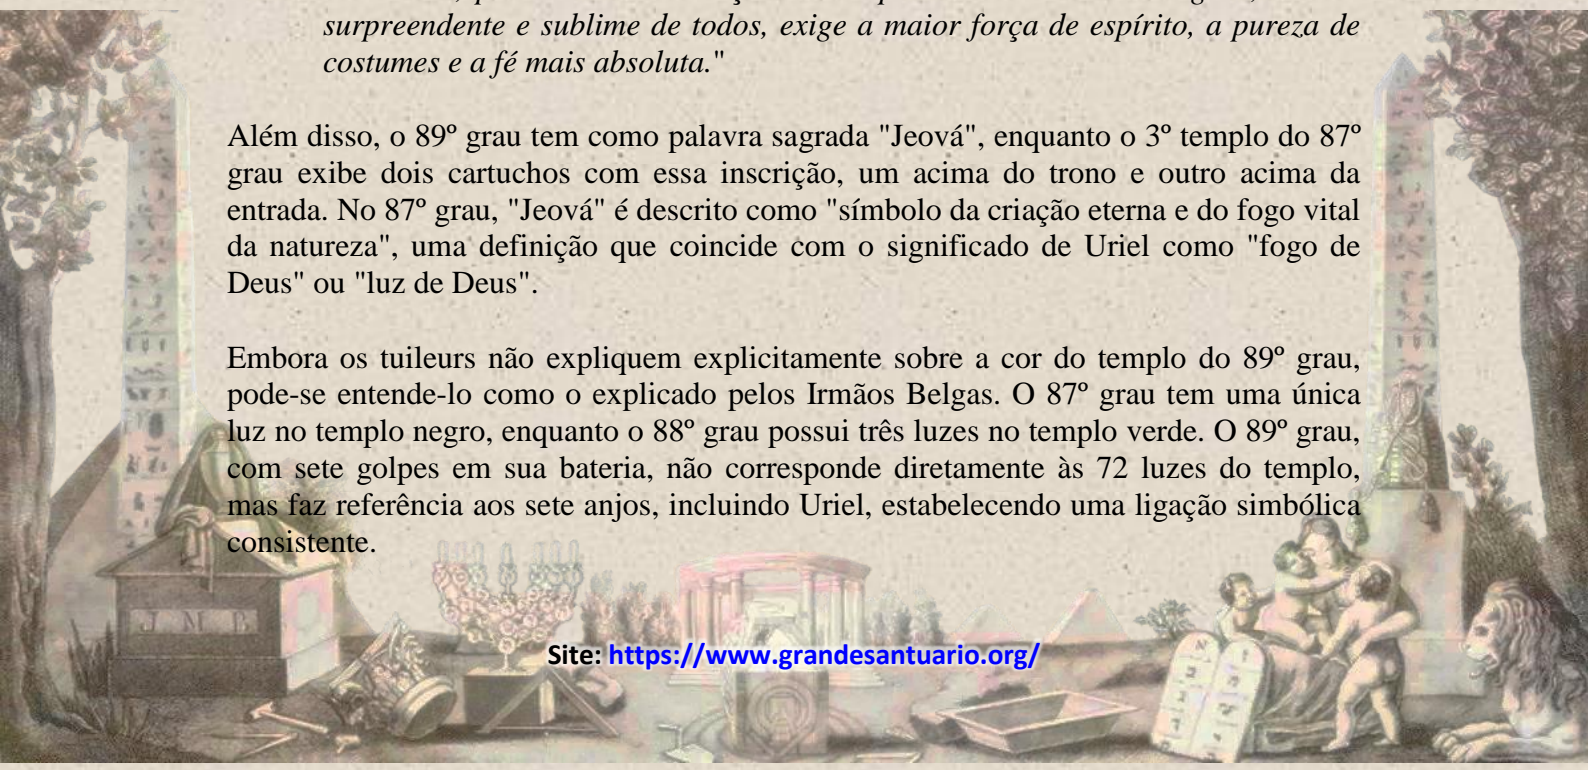 surpreendente e sublime de todos, exige a maior força de espírito, a pureza de
costumes e a fé mais absoluta."
Além disso, o 89º grau tem como palavra sagrada "Jeová", enquanto o 3º templo do 87º
grau exibe dois cartuchos com essa inscrição, um acima do trono e outro acima da
entrada. No 87º grau, "Jeová" é descrito como "símbolo da criação eterna e do fogo vital
da natureza", uma definição que coincide com o significado de Uriel como "fogo de
Deus" ou "luz de Deus".
Embora os tuileurs não expliquem explicitamente sobre a cor do templo do 89º grau,
pode-se entende-lo como o explicado pelos Irmãos Belgas. O 87º grau tem uma única
luz no templo negro, enquanto o 88º grau possui três luzes no templo verde. O 89º grau,
com sete golpes em sua bateria, não corresponde diretamente às 72 luzes do templo,
mas faz referência aos sete anjos, incluindo Uriel, estabelecendo uma ligação simbólica
consistente.
J M B
Site: https://www.grandesantuario.org/